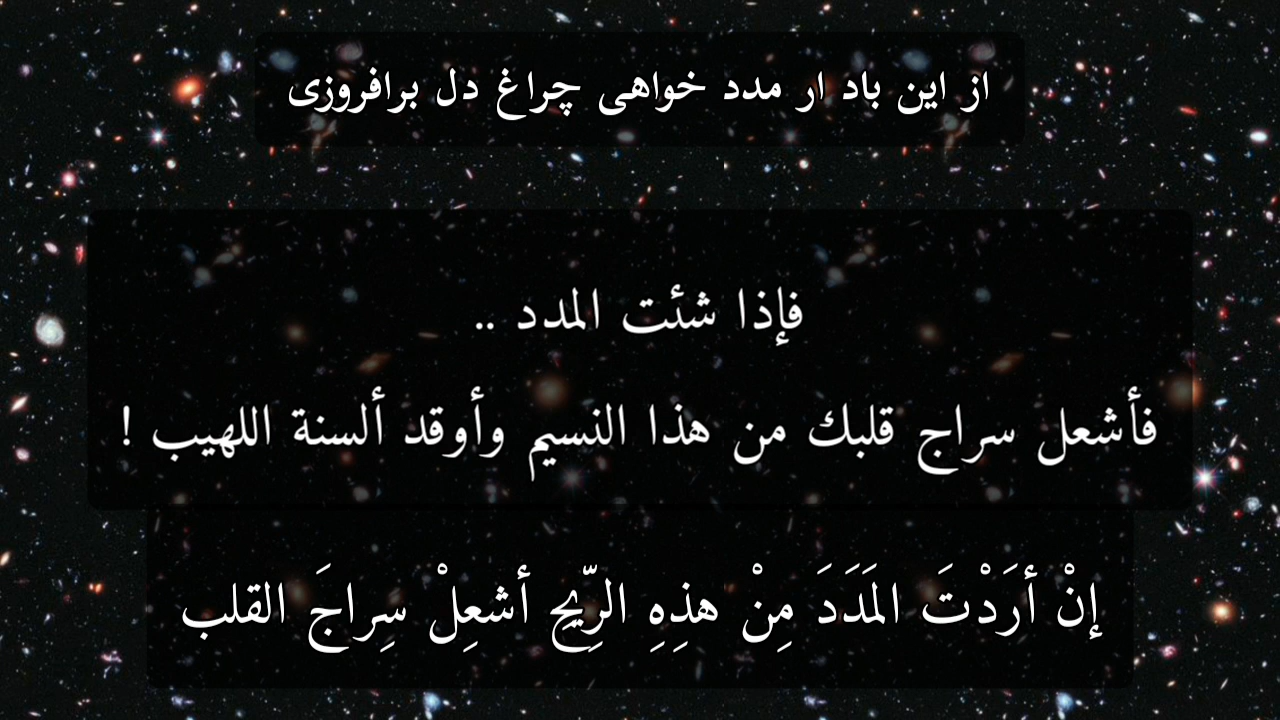 از این باد ار مدد خواهی چراغ دل برافروزی
فإذا شئت المدد ..
فأشعل سراج قلبك من هذا النسيم وأوقد ألسنة اللهيب !
إنْ أرَدْتَ المَدَدَ مِنْ هذِهِ الرِّيحِ أشعِلْ سِراجَ القلب